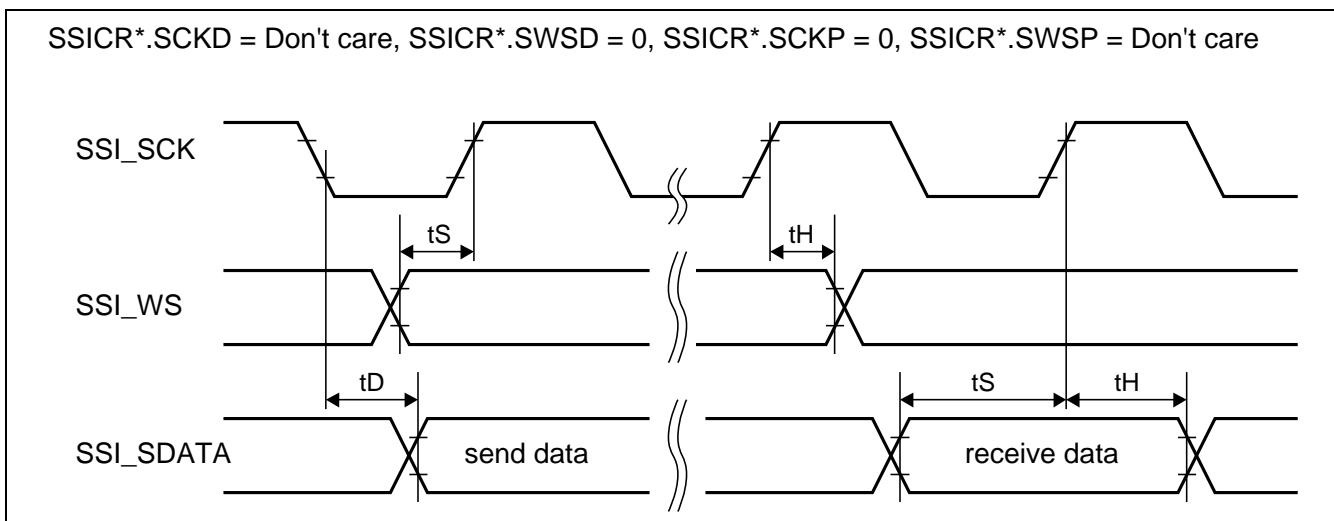 SSICR*.SCKD = Don't care, SSICR*.SWSD = 0, SSICR*.SCKP = 0, SSICR*.SWSP = Don't care
SSI_SCK
tS
tH
SSI_WS
tD
tS
tH
SSI_SDATA
send data
receive data